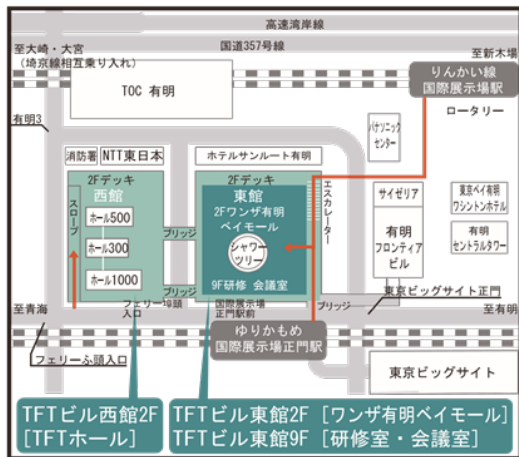 高速湾岸線
国道357号線
至大崎・大宮
(埼京線相互乗り入れ)
至新木場
りんかい線
国際展示場駅
TOC 有明
ロータリー
有明3
パナソニック
センター
消防署
NTT東日本
ホテルサンルート有明
2Fデッキ
西館
スロープ
ホール500
ホール300
ホール1000
ブリッジ
ブリッジ
2Fデッキ
東館
2Fワンザ有明
ベイモール
シャワー
ツリー
9F研修 会議室
エスカレーター
サイゼリア
有明
フロンティア
ビル
東京ベイ有明
ワシントンホテル
有明
セントラルタワー
東京ビッグサイト正門
ブリッジ
フェリー埠頭
入口
国際展示場
正門駅前
至青海
至有明
ゆりかもめ
国際展示場正門駅
フェリーふ頭入口
東京ビッグサイト
TFTビル西館2F
[TFTホール]
TFTビル東館2F [ワンザ有明ベイモール]
TFTビル東館9F [研修室・会議室]